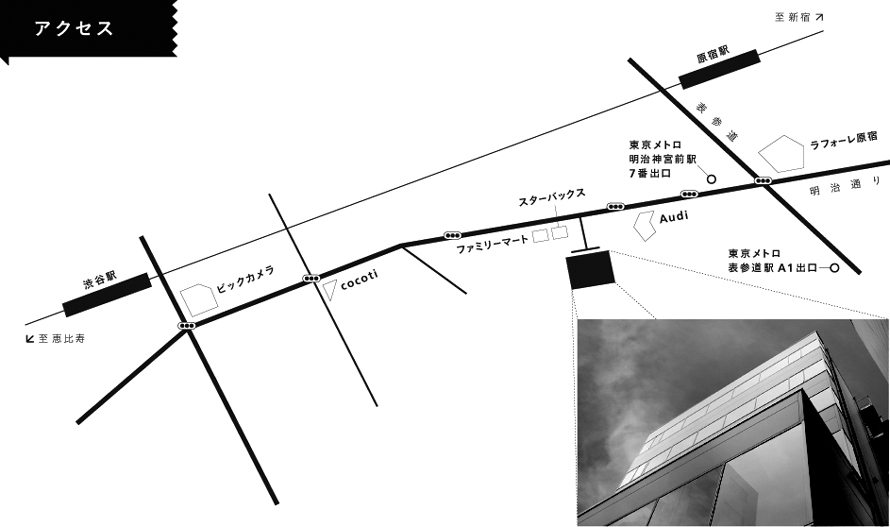 アクセス
至 新宿
原宿駅
表参道
ラフォーレ原宿
東京メトロ
明治神宮前駅
7番出口
明治通り
スターバックス
ファミリーマート
Audi
東京メトロ
表参道駅 A1出口
渋谷駅
ビックカメラ
cocoti
至 恵比寿